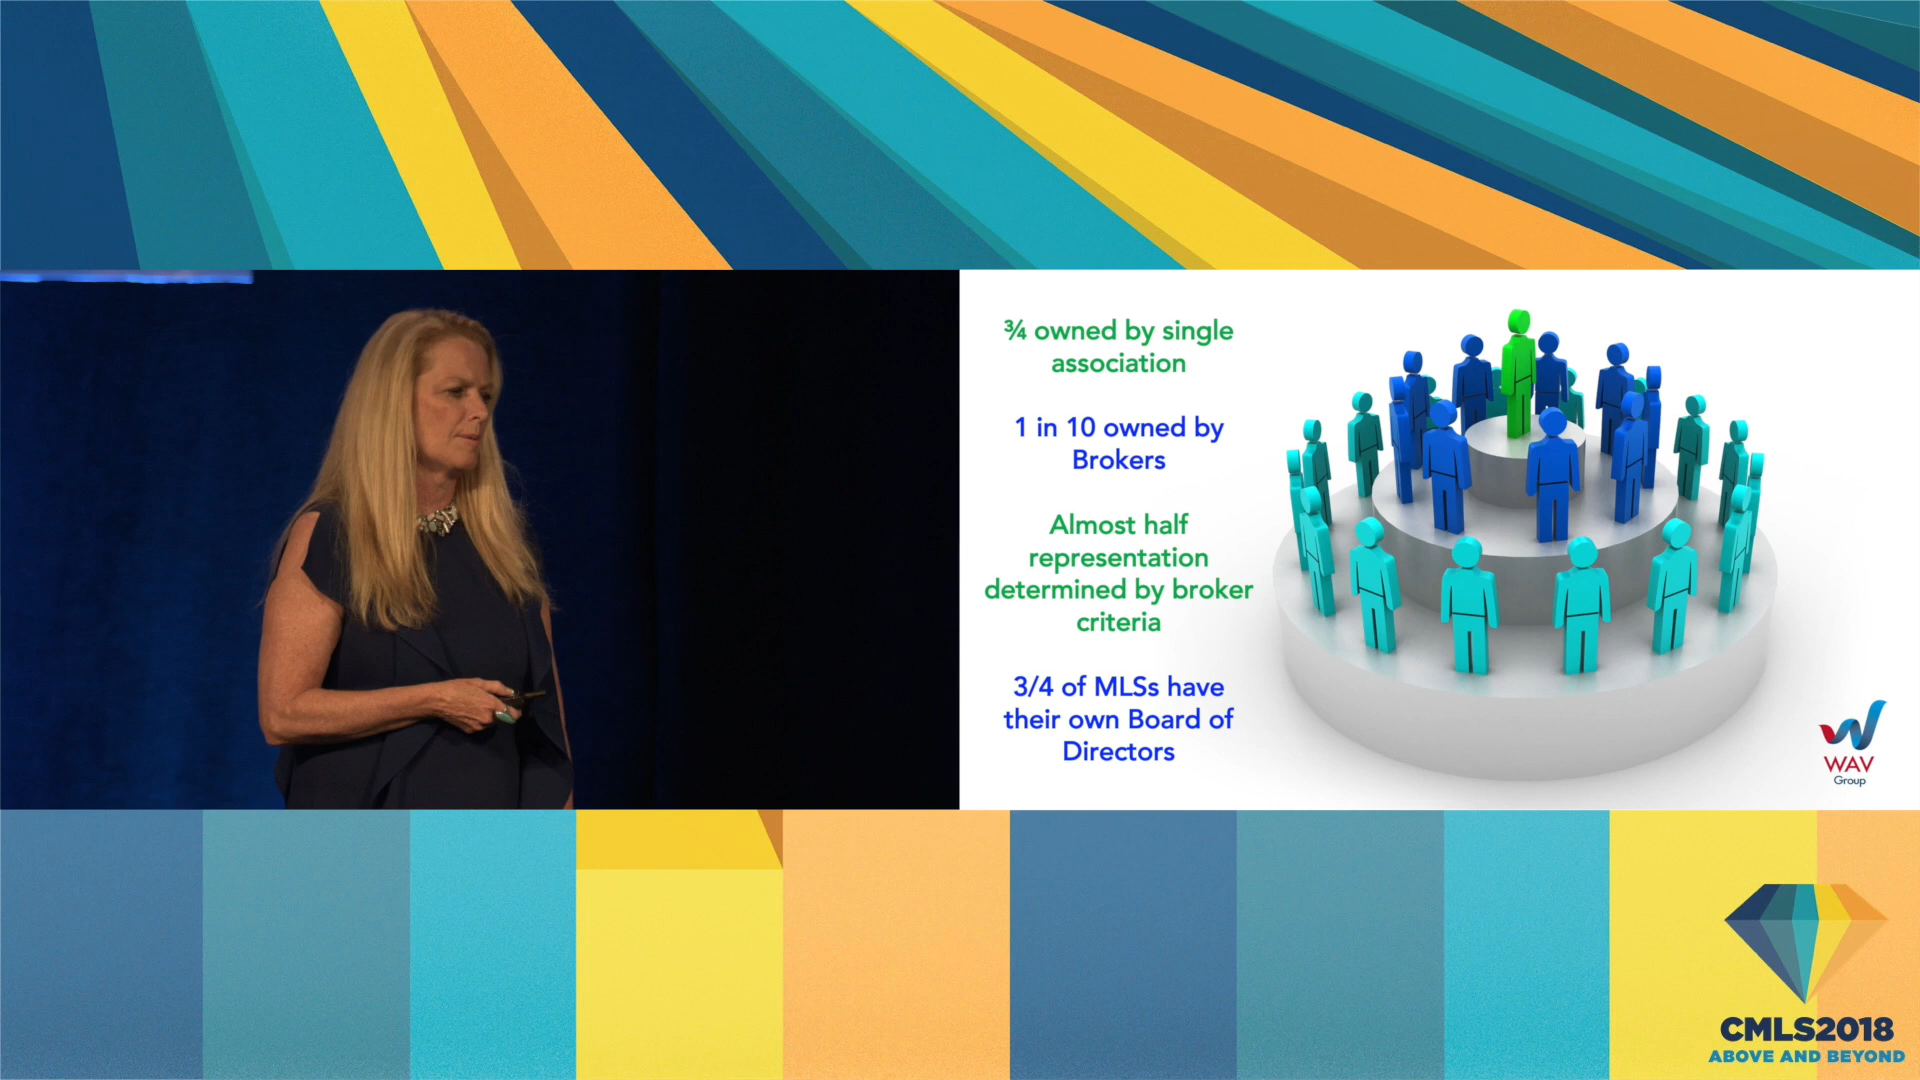 ¾ owned by single
association
1 in 10 owned by
Brokers
Almost half
representation
determined by broker
criteria
3/4 of MLSs have
their own Board of
Directors
WAV
Group
CMLS2018
ABOVE AND BEYOND